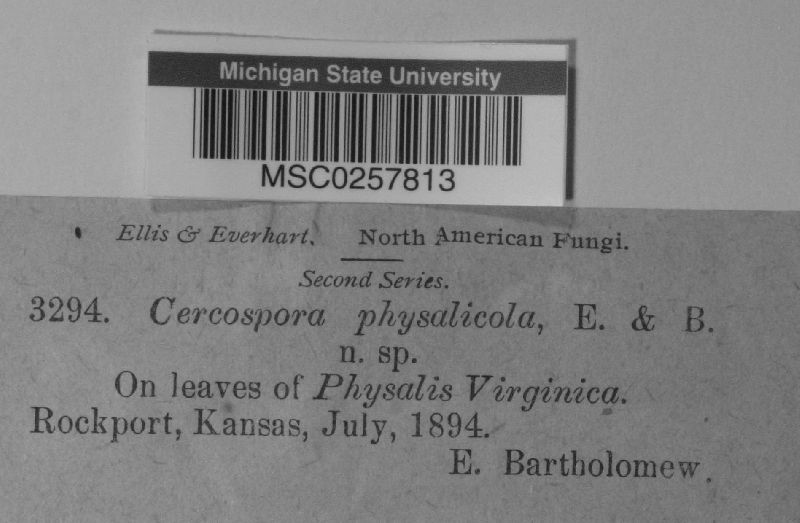 Michigan State University
MSC0257813
Ellis & Everhart. North American Fungi.
Second Series.
3294. Cercospora physalicola, E. & B.
n. sp.
On leaves of Physalis Virginica.
Rockport, Kansas, July, 1894.
E. Bartholomew.